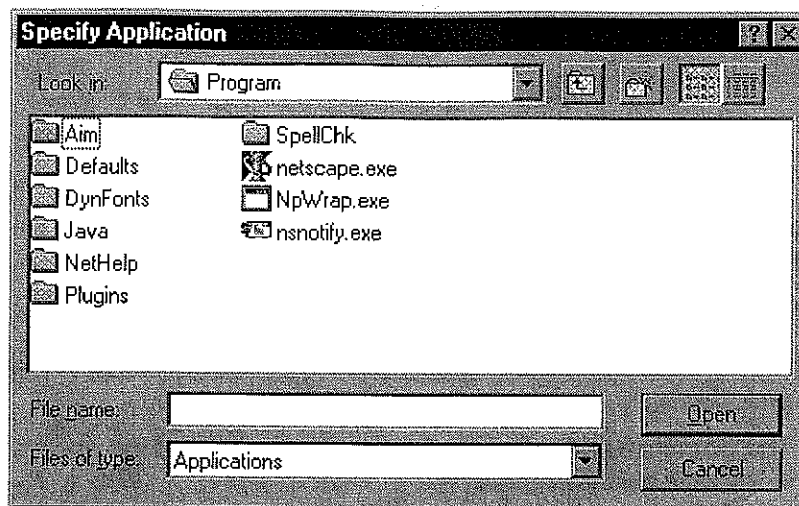 Specify Application
Look in: Program
Aim
Defaults
DynFonts
Java
NetHelp
Plugins
SpellChk
netscape.exe
NpWrap.exe
nsnotify.exe
File name:
Open
Files of type: Applications
Cancel